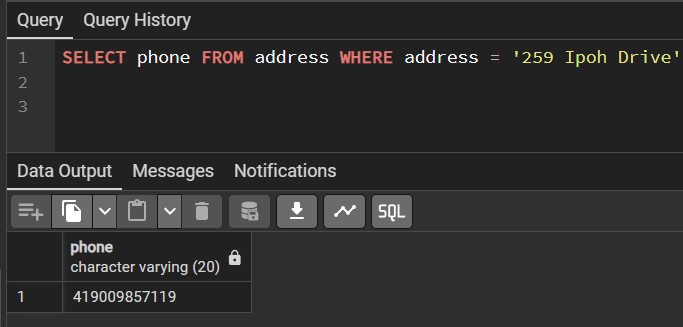 Query Query History
1 SELECT phone FROM address WHERE address = '259 Ipoh Drive'
2
3
Data Output Messages Notifications
SQL
phone
character varying (20)
1 419009857119